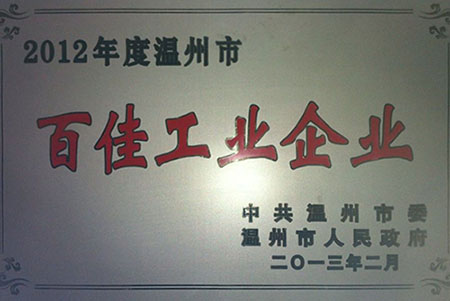 2012年度温州市
百佳工业企业
中共温州市委
温州市人民政府
二〇一三年二月